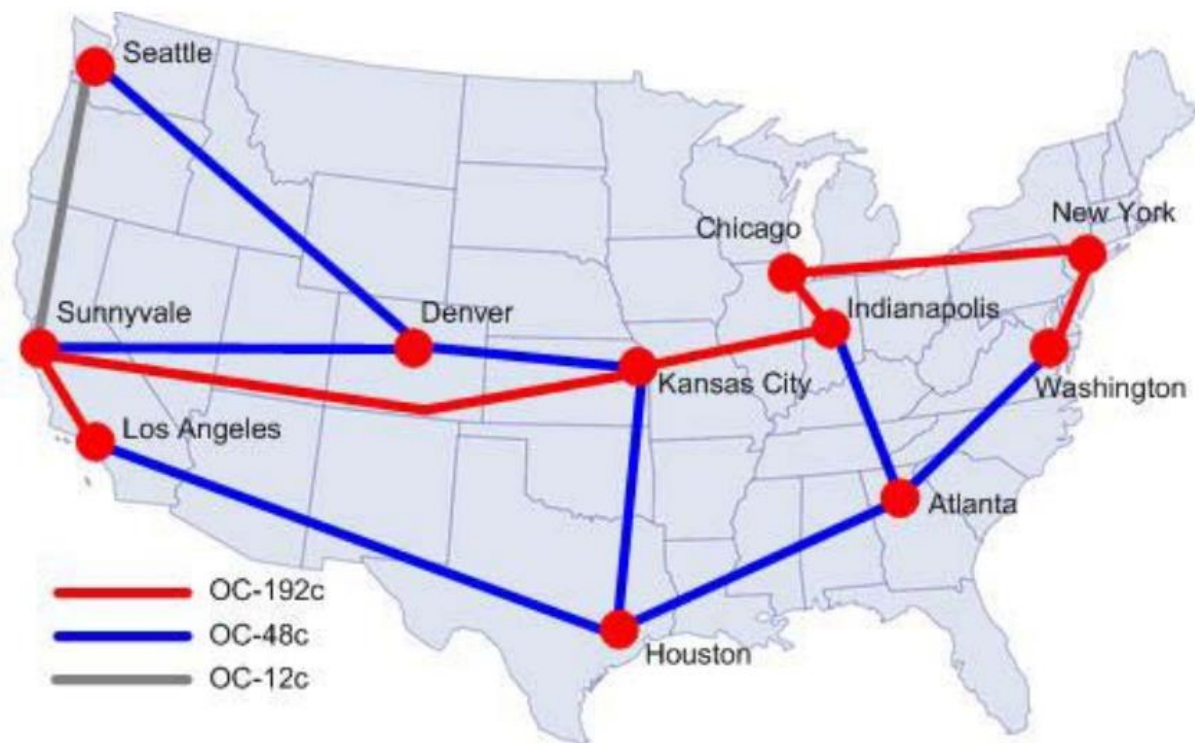 Seattle
Chicago
New York
Sunnyvale
Denver
Indianapolis
Kansas City
Washington
Los Angeles
Atlanta
OC-192c
OC-48c
Houston
OC-12c